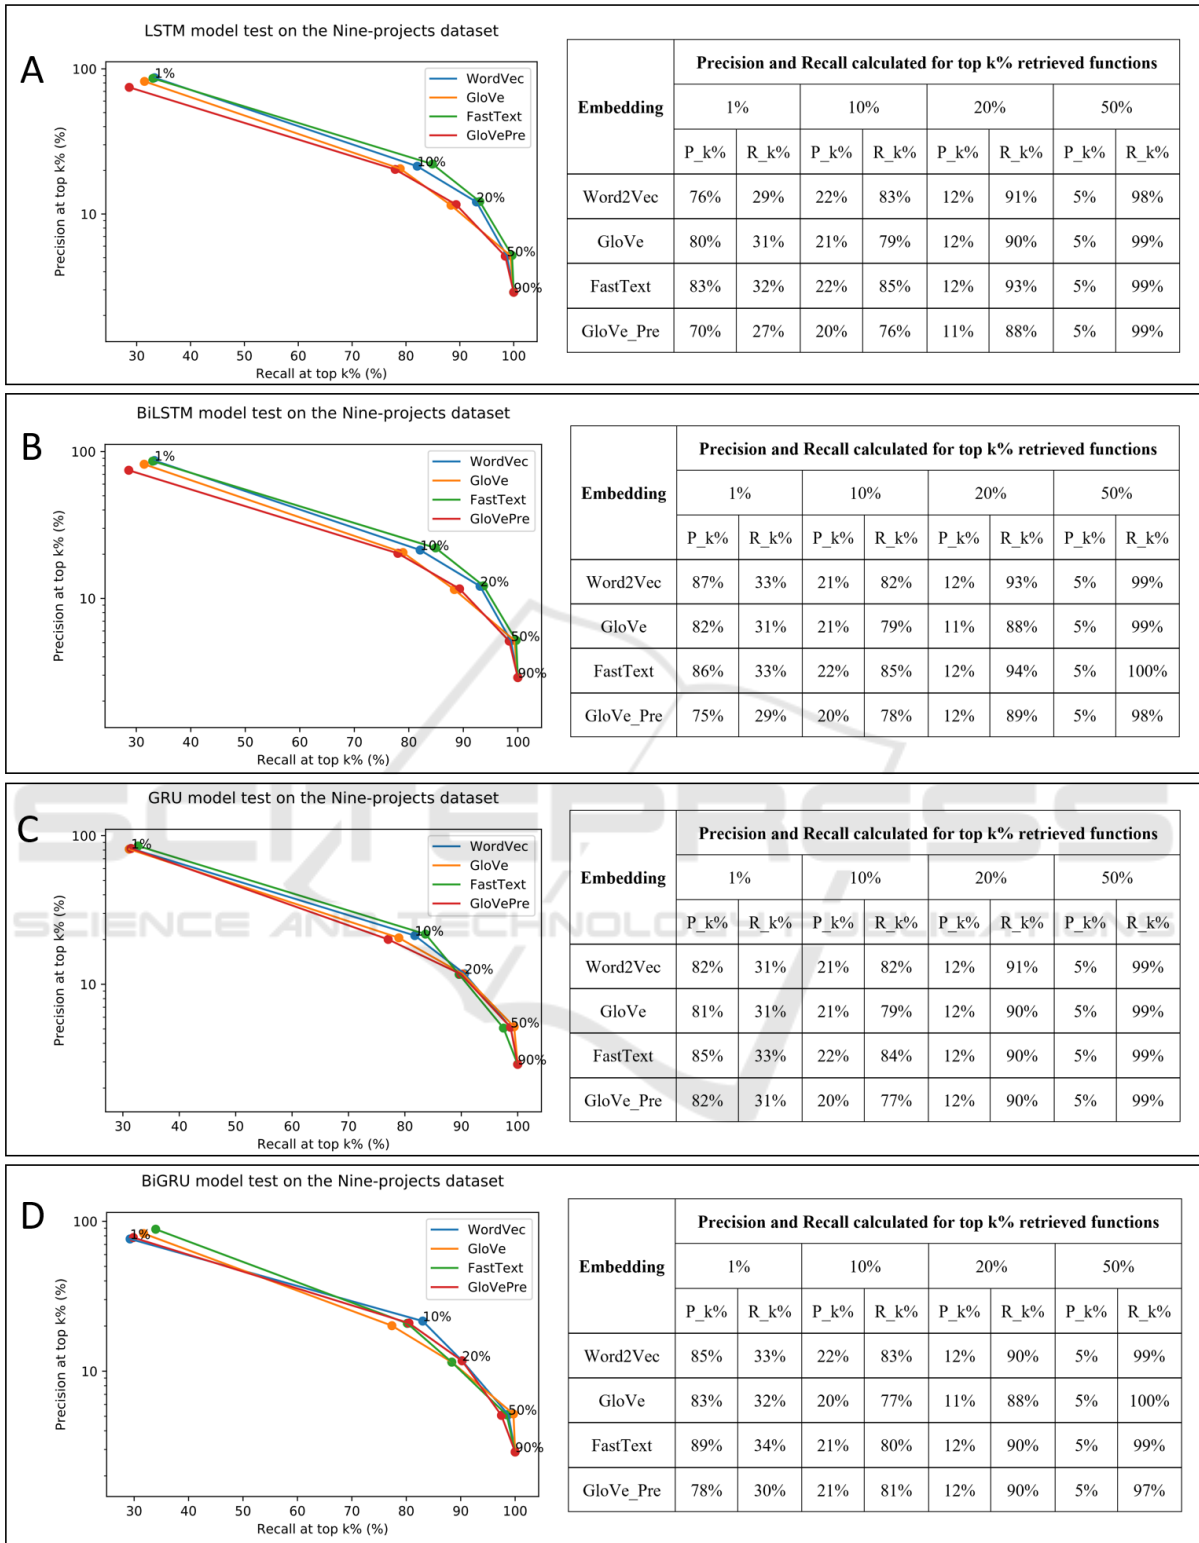 LSTM model test on the Nine-projects dataset
A
100
10
Precision at top k% (%)
1%
10%
20%
50%
90%
WordVec
GloVe
FastText
GloVePre
30 40 50 60 70 80 90 100
Recall at top k% (%)
Embedding
Precision and Recall calculated for top k% retrieved functions
1% 10% 20% 50%
P_k% R_k% P_k% R_k% P_k% R_k% P_k% R_k%
Word2Vec 76% 29% 22% 83% 12% 91% 5% 98%
GloVe 80% 31% 21% 79% 12% 90% 5% 99%
FastText 83% 32% 22% 85% 12% 93% 5% 99%
GloVe_Pre 70% 27% 20% 76% 11% 88% 5% 99%
BiLSTM model test on the Nine-projects dataset
B
100
10
Precision at top k% (%)
1%
10%
20%
50%
90%
WordVec
GloVe
FastText
GloVePre
30 40 50 60 70 80 90 100
Recall at top k% (%)
Embedding
Precision and Recall calculated for top k% retrieved functions
1% 10% 20% 50%
P_k% R_k% P_k% R_k% P_k% R_k% P_k% R_k%
Word2Vec 87% 33% 21% 82% 12% 93% 5% 99%
GloVe 82% 31% 21% 79% 11% 88% 5% 99%
FastText 86% 33% 22% 85% 12% 94% 5% 100%
GloVe_Pre 75% 29% 20% 78% 12% 89% 5% 98%
SCITEPRESS
SCIENCE AND TECHNOLOGY PUBLICATIONS
GRU model test on the Nine-projects dataset
C
100
10
Precision at top k% (%)
1%
10%
20%
50%
90%
WordVec
GloVe
FastText
GloVePre
30 40 50 60 70 80 90 100
Recall at top k% (%)
Embedding
Precision and Recall calculated for top k% retrieved functions
1% 10% 20% 50%
P_k% R_k% P_k% R_k% P_k% R_k% P_k% R_k%
Word2Vec 82% 31% 21% 82% 12% 91% 5% 99%
GloVe 81% 31% 21% 79% 12% 90% 5% 99%
FastText 85% 33% 22% 84% 12% 90% 5% 99%
GloVe_Pre 82% 31% 20% 77% 12% 90% 5% 99%
BiGRU model test on the Nine-projects dataset
D
100
10
Precision at top k% (%)
1%
10%
20%
50%
90%
WordVec
GloVe
FastText
GloVePre
30 40 50 60 70 80 90 100
Recall at top k% (%)
Embedding
Precision and Recall calculated for top k% retrieved functions
1% 10% 20% 50%
P_k% R_k% P_k% R_k% P_k% R_k% P_k% R_k%
Word2Vec 85% 33% 22% 83% 12% 90% 5% 99%
GloVe 83% 32% 20% 77% 11% 88% 5% 100%
FastText 89% 34% 21% 80% 12% 90% 5% 99%
GloVe_Pre 78% 30% 21% 81% 12% 90% 5% 97%